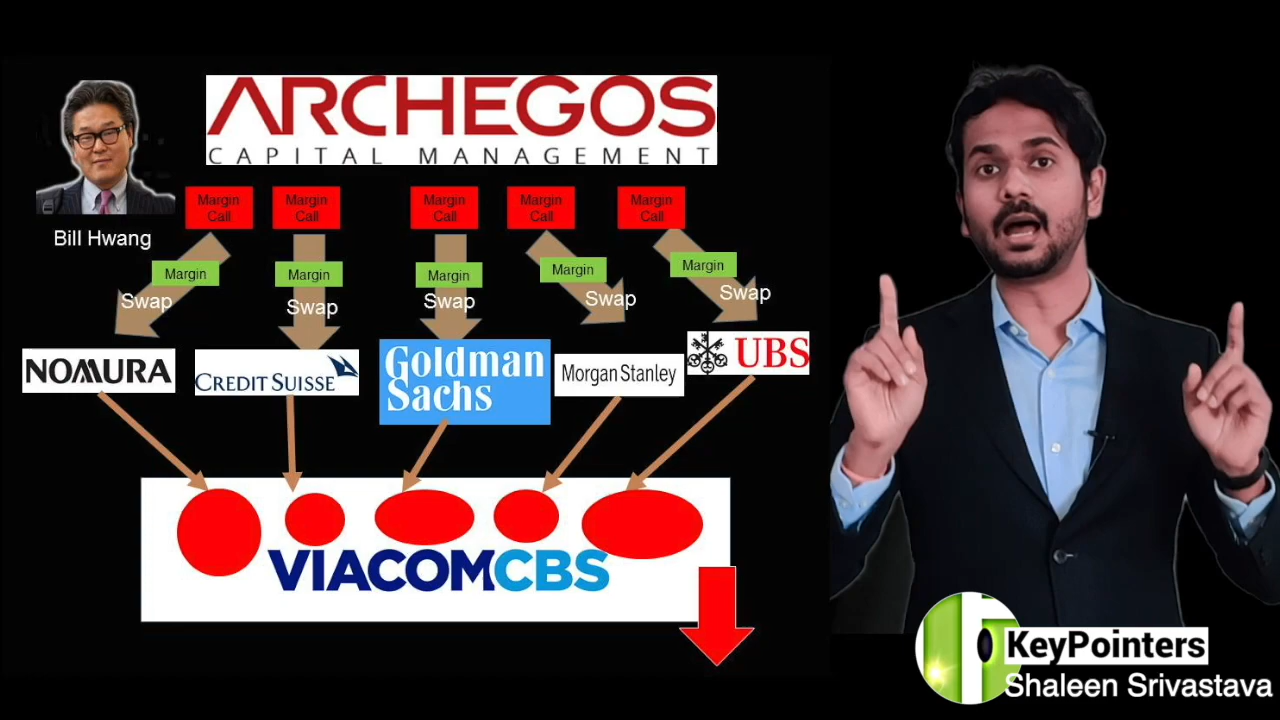 ARCHEGOS
CAPITAL MANAGEMENT
Bill Hwang
Margin
Call
Margin
Call
Margin
Call
Margin
Call
Margin
Call
Margin
Margin
Margin
Margin
Margin
Swap
Swap
Swap
Swap
Swap
NOMURA
CREDIT SUISSE
Goldman
Sachs
Morgan Stanley
UBS
VIACOMCBS
KeyPointers
Shaleen Srivastava